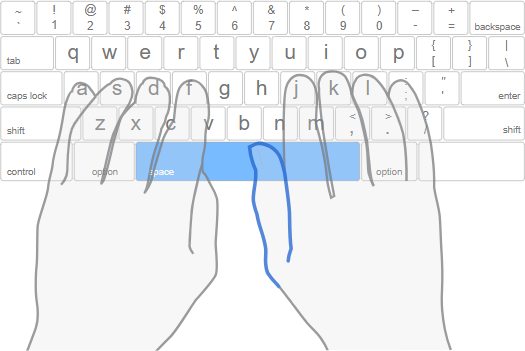 ~ ! @ # $ % ^ & * ( ) – +
` 1 2 3 4 5 6 7 8 9 0 - = backspace
tab q w e r t y u i o p { [ } ] | \
caps lock a s d f g h j k l : ; " ' enter
shift z x c v b n m < , > . ? / shift
control option space option